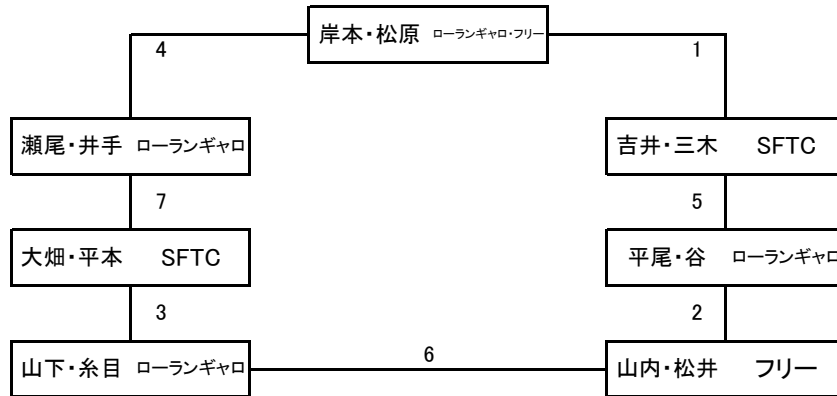 岸本・松原 ローランギャロ・フリー
4
1
瀬尾・井手 ローランギャロ
吉井・三木 SFTC
7
5
大畑・平本 SFTC
平尾・谷 ローランギャロ
3
2
山下・糸目 ローランギャロ
6
山内・松井 フリー